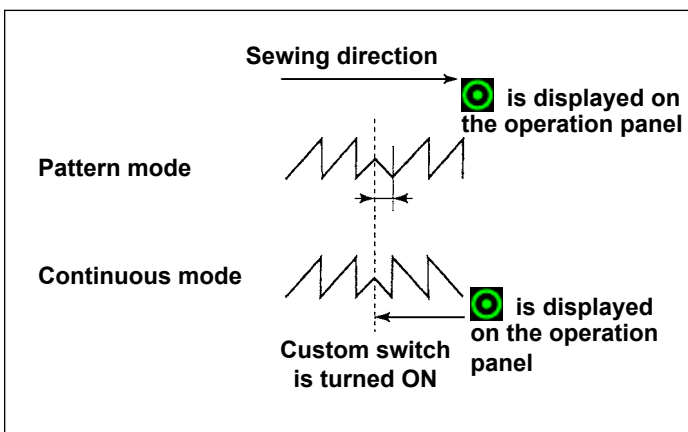 Sewing direction
is displayed on
the operation panel
Pattern mode
Continuous mode
is displayed
on the operation
panel
Custom switch
is turned ON